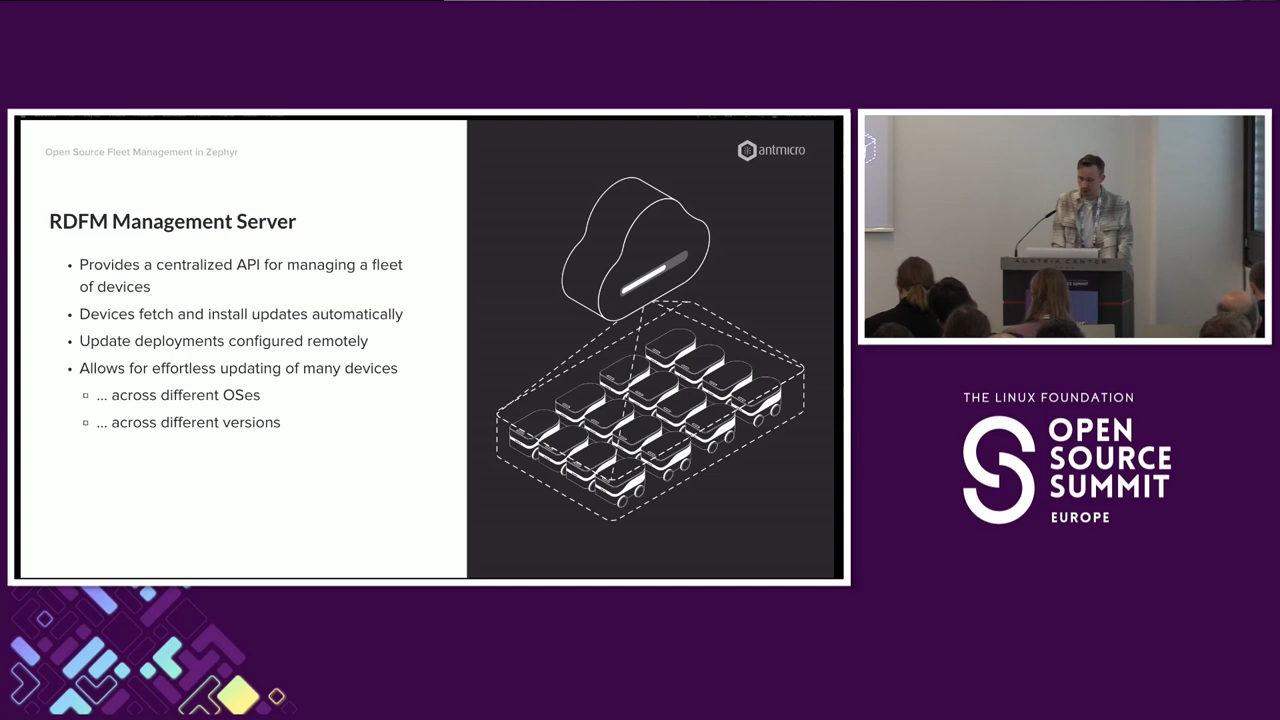 Open Source Fleet Management in Zephyr
antmicro
RDFM Management Server
• Provides a centralized API for managing a fleet
of devices
• Devices fetch and install updates automatically
• Update deployments configured remotely
• Allows for effortless updating of many devices
▫ ... across different OSes
▫ ... across different versions
AUSTRIA CENTER
THE LINUX FOUNDATION
OPEN
SOURCE
SUMMIT
EUROPE